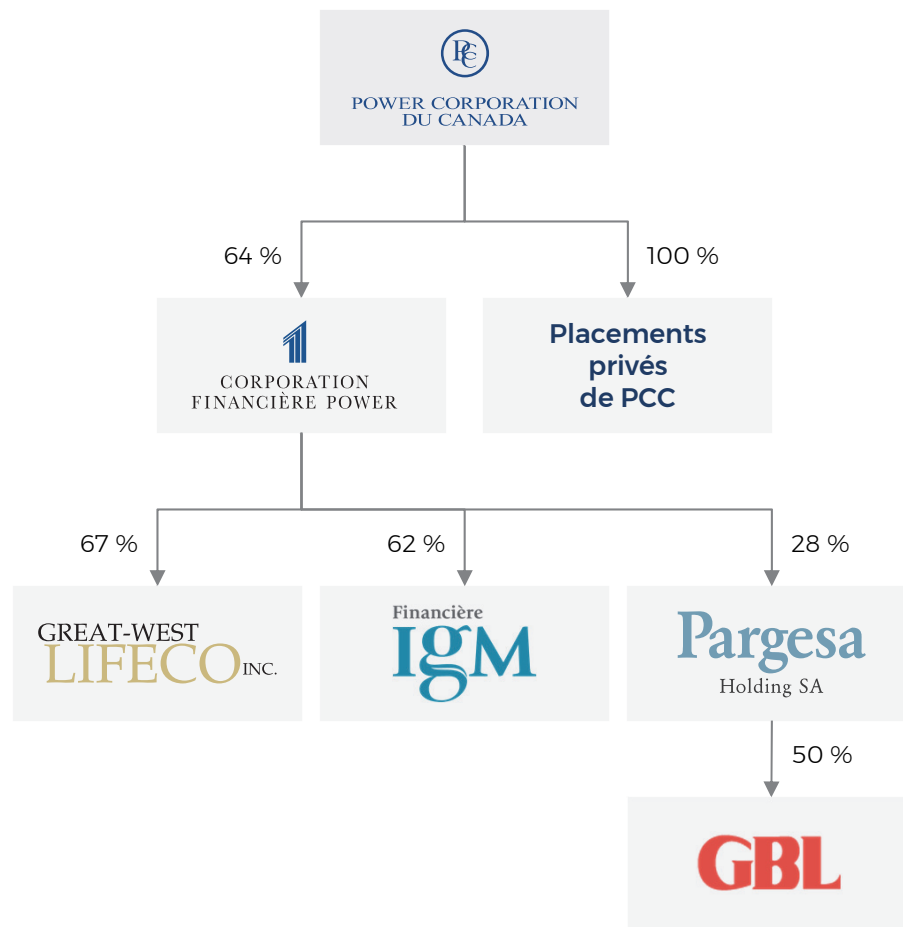 PCC
POWER CORPORATION
DU CANADA
64 %
100 %
CORPORATION
FINANCIÈRE POWER
Placements
privés
de PCC
67 %
62 %
28 %
GREAT-WEST
LIFECO INC.
Financière
IgM
Pargesa
Holding SA
50 %
GBL